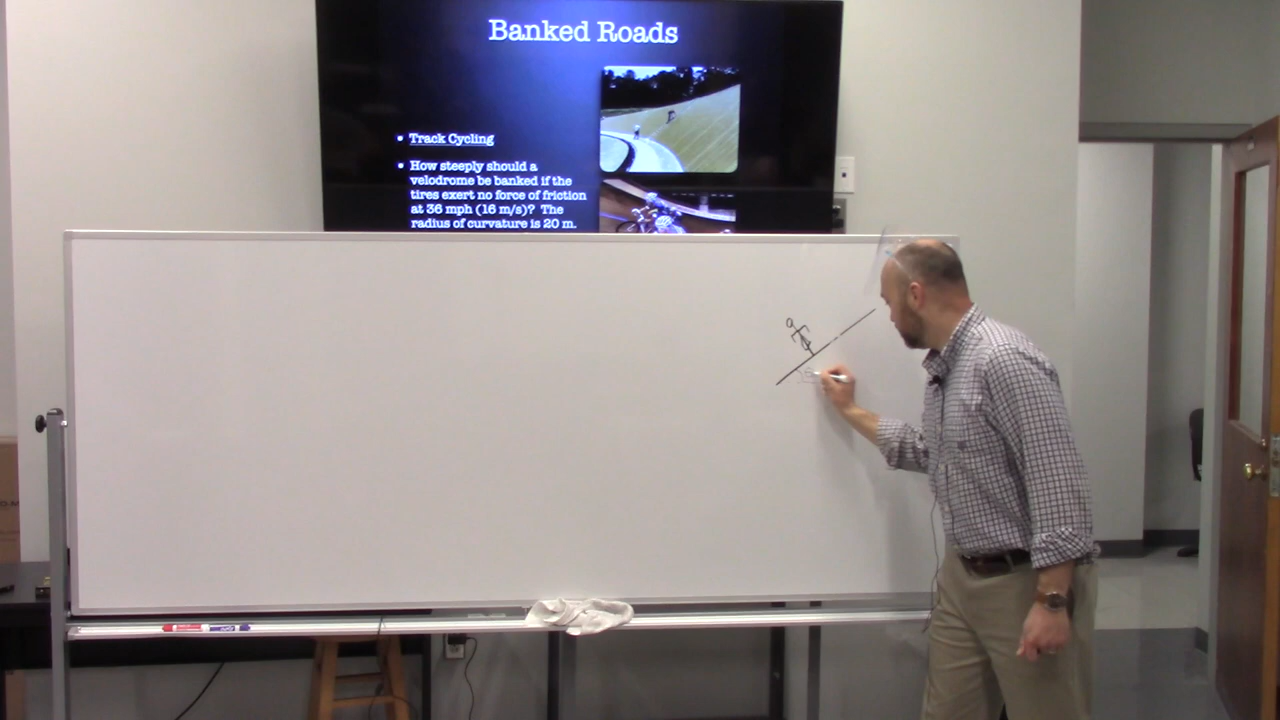 Banked Roads
• Track Cycling
• How steeply should a
velodrome be banked if the
tires exert no force of friction
at 36 mph (16 m/s)? The
radius of curvature is 20 m.